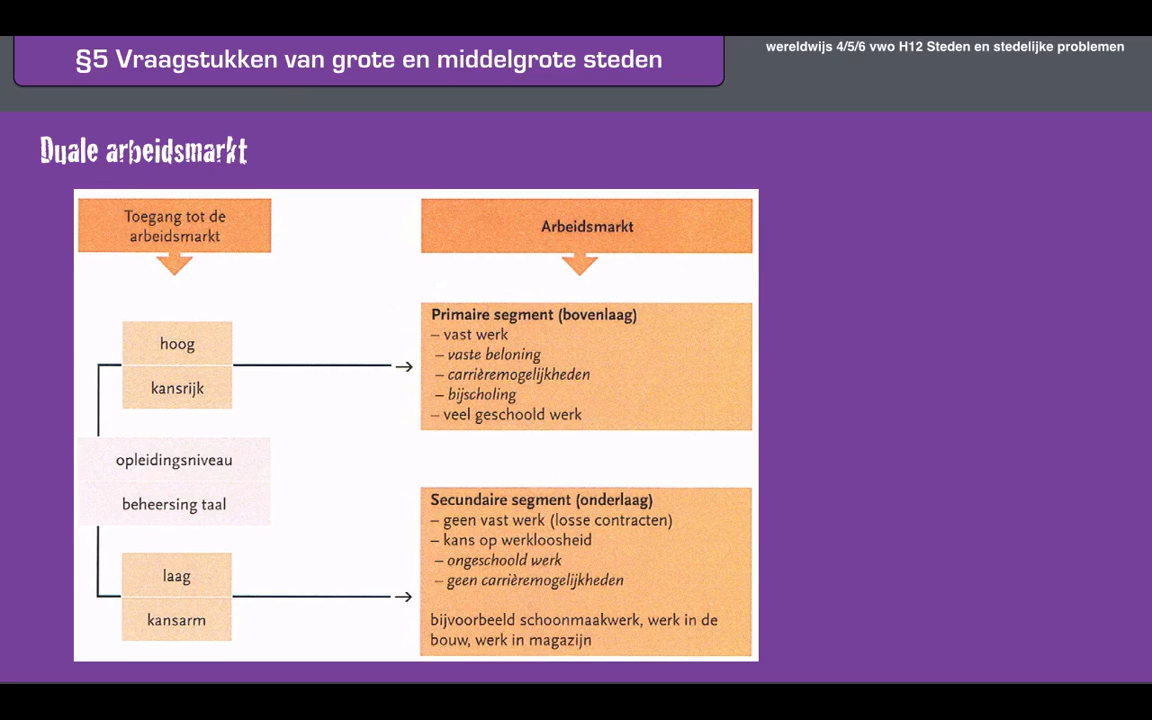 §5 Vraagstukken van grote en middelgrote steden
wereldwijs 4/5/6 vwo H12 Steden en stedelijke problemen
Duale arbeidsmarkt
Toegang tot de
arbeidsmarkt
Arbeidsmarkt
hoog
kansrijk
opleidingsniveau
beheersing taal
laag
kansarm
Primaire segment (bovenlaag)
– vast werk
– vaste beloning
– carrièremogelijkheden
– bijscholing
– veel geschoold werk
Secundaire segment (onderlaag)
– geen vast werk (losse contracten)
– kans op werkloosheid
– ongeschoold werk
– geen carrièremogelijkheden
bijvoorbeeld schoonmaakwerk, werk in de
bouw, werk in magazijn